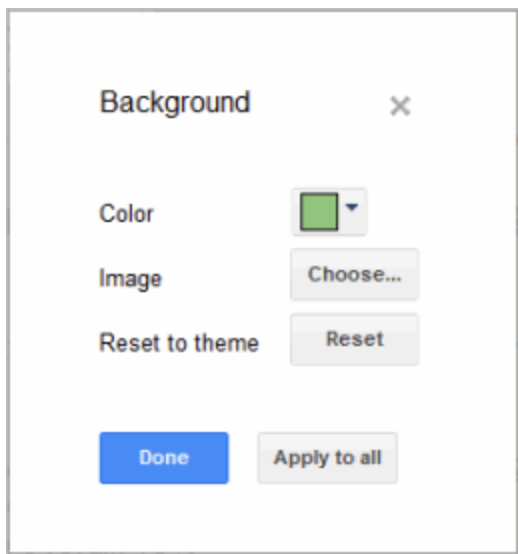 Background
Color
Image Choose...
Reset to theme Reset
Done Apply to all